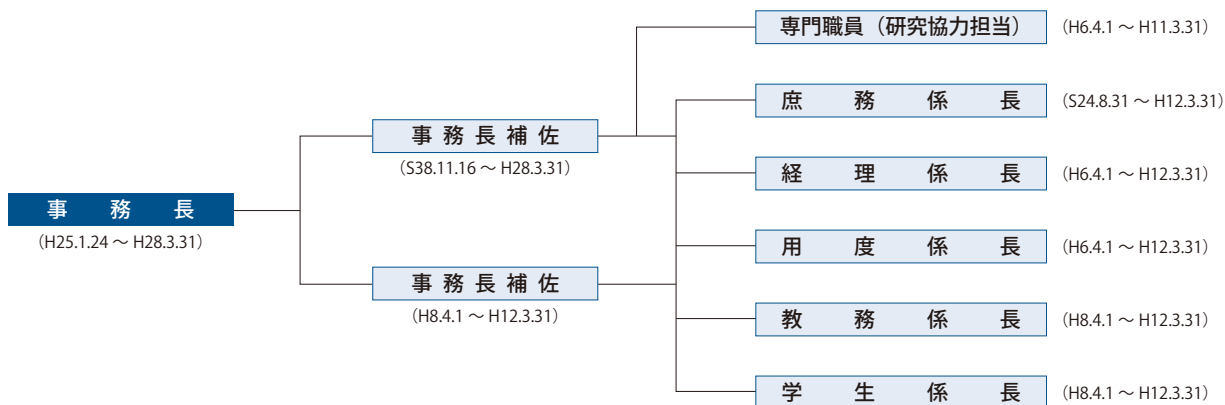 専門職員（研究協力担当）
（H6.4.1 ～ H11.3.31）
庶務係長
（S24.8.31 ～ H12.3.31）
事務長補佐
（S38.11.16 ～ H28.3.31）
経理係長
（H6.4.1 ～ H12.3.31）
事務長
（H25.1.24 ～ H28.3.31）
用度係長
（H6.4.1 ～ H12.3.31）
事務長補佐
（H8.4.1 ～ H12.3.31）
教務係長
（H8.4.1 ～ H12.3.31）
学生係長
（H8.4.1 ～ H12.3.31）